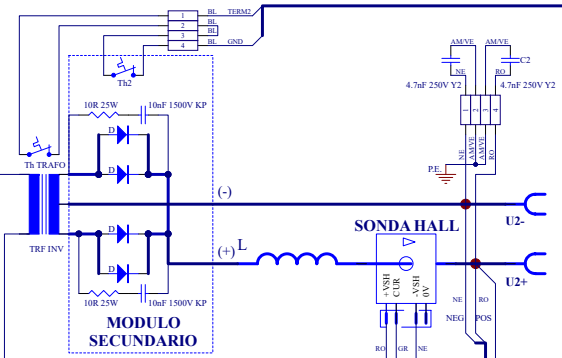 1
2
3
4
BL
TERM2
BL
BL
BL
GND
Th2
10R 25W
10nF 1500V KP
D
D
Th TRAFO
TRF INV
D
D
10R 25W
10nF 1500V KP
MODULO
SECUNDARIO
(-)
(+)
L
SONDA HALL
+VSH
CUR
-VSH
0V
RO
GR
NE
AM/VE
AM/VE
C2
NE
RO
4.7nF 250V Y2
4.7nF 250V Y2
1
2
3
4
NE
AM/VE
AM/VE
RO
P.E.
U2-
U2+
NE
RO
NEG
POS